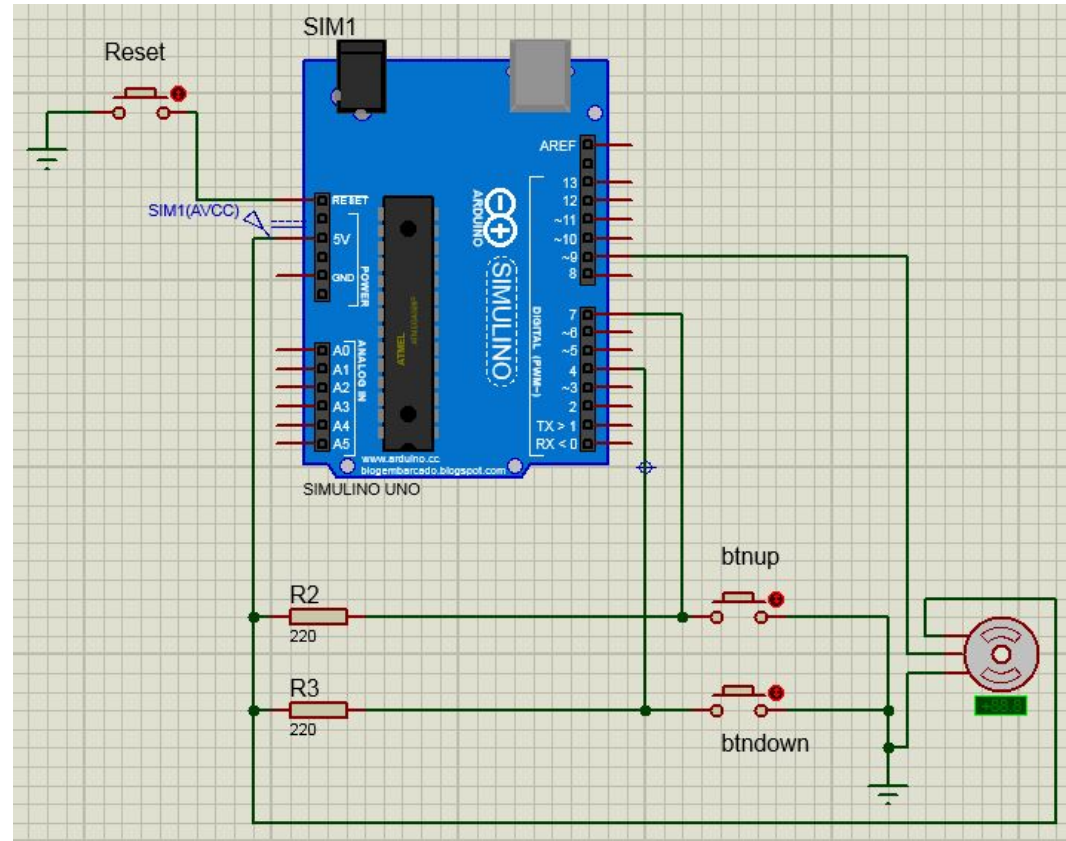 SIM1
Reset
AREF
13
12
~11
~10
~9
8
RESET
SIM1(AVCC)
5V
GND
POWER
ARDUINO
SIMULINO
DIGITAL (PWM~)
7
~6
~5
4
~3
2
TX > 1
RX < 0
ANALOG IN
A0
A1
A2
A3
A4
A5
ATMEL
www.arduino.cc
blogembarcado.blogspot.com
SIMULINO UNO
btnup
R2
220
R3
220
btndown